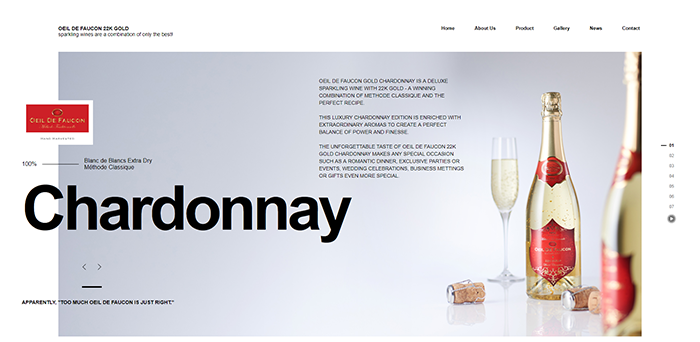 OEIL DE FAUCON 22K GOLD
sparkling wines are a combination of only the best!
Home About Us Product Gallery News Contact
OEIL DE FAUCON GOLD CHARDONNAY IS A DELUXE
SPARKLING WINE WITH 22K GOLD - A WINNING
COMBINATION OF METHODE CLASSIQUE AND THE
PERFECT RECIPE.
THIS LUXURY CHARDONNAY EDITION IS ENRICHED WITH
EXTRAORDINARY AROMAS TO CREATE A PERFECT
BALANCE OF POWER AND FINESSE.
THE UNFORGETTABLE TASTE OF OEIL DE FAUCON 22K
GOLD CHARDONNAY MAKES ANY SPECIAL OCCASION
SUCH AS A ROMANTIC DINNER, EXCLUSIVE PARTIES OR
EVENTS, WEDDING CELEBRATIONS, BUSINESS METTINGS
OR GIFTS EVEN MORE SPECIAL.
OEIL DE FAUCON
100%
Blanc de Blancs Extra Dry
Méthode Classique
Chardonnay
APPARENTLY, "TOO MUCH OEIL DE FAUCON IS JUST RIGHT."
OEIL DE FAUCON
01
02
03
04
05
06
07